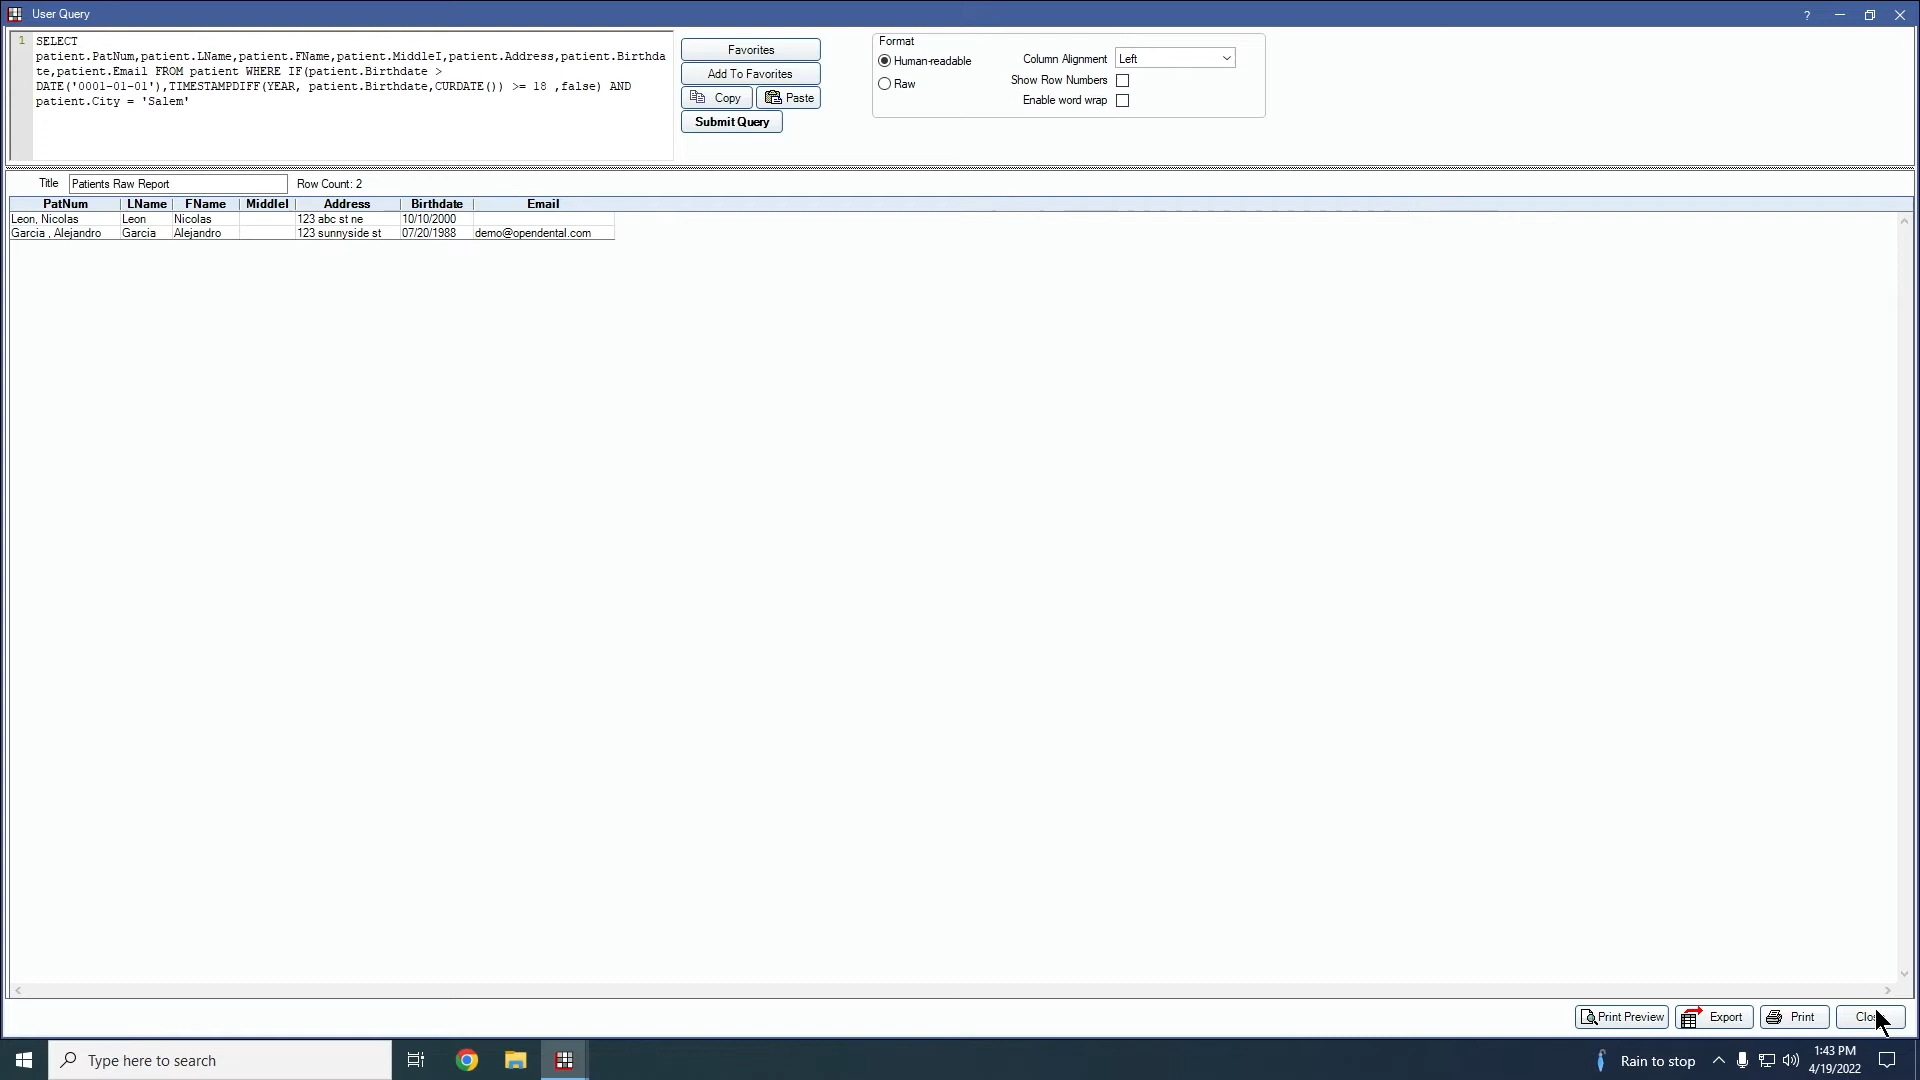 User Query
?
1 SELECT
patient.PatNum,patient.LName,patient.FName,patient.MiddleI,patient.Address,patient.Birthda
te,patient.Email FROM patient WHERE IF(patient.Birthdate >
DATE('0001-01-01'),TIMESTAMPDIFF(YEAR, patient.Birthdate,CURDATE()) >= 18 ,false) AND
patient.City = 'Salem'
Favorites
Add To Favorites
Copy Paste
Submit Query
Format
Human-readable
Raw
Column Alignment Left
Show Row Numbers
Enable word wrap
Title Patients Raw Report Row Count: 2
PatNum LName FName MiddleI Address Birthdate Email
Leon, Nicolas Leon Nicolas 123 abc st ne 10/10/2000
Garcia , Alejandro Garcia Alejandro 123 sunnyside st 07/20/1988 demo@opendental.com
Print Preview Export Print
Type here to search
Rain to stop
1:43 PM
4/19/2022